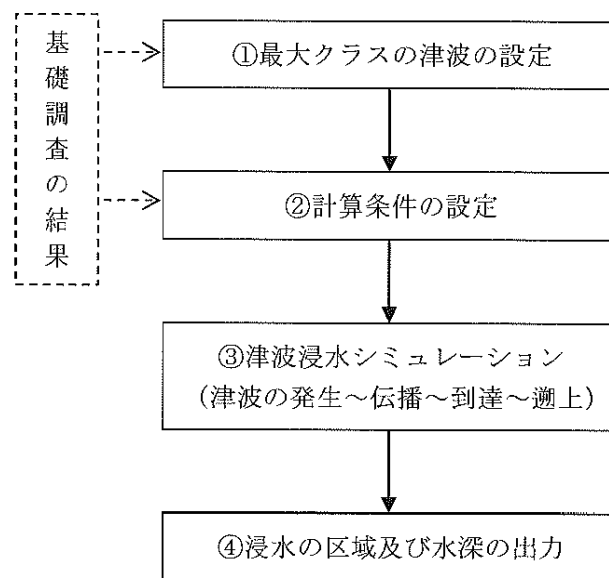 基礎調査の結果
①最大クラスの津波の設定
②計算条件の設定
③津波浸水シミュレーション
（津波の発生～伝播～到達～遡上）
④浸水の区域及び水深の出力